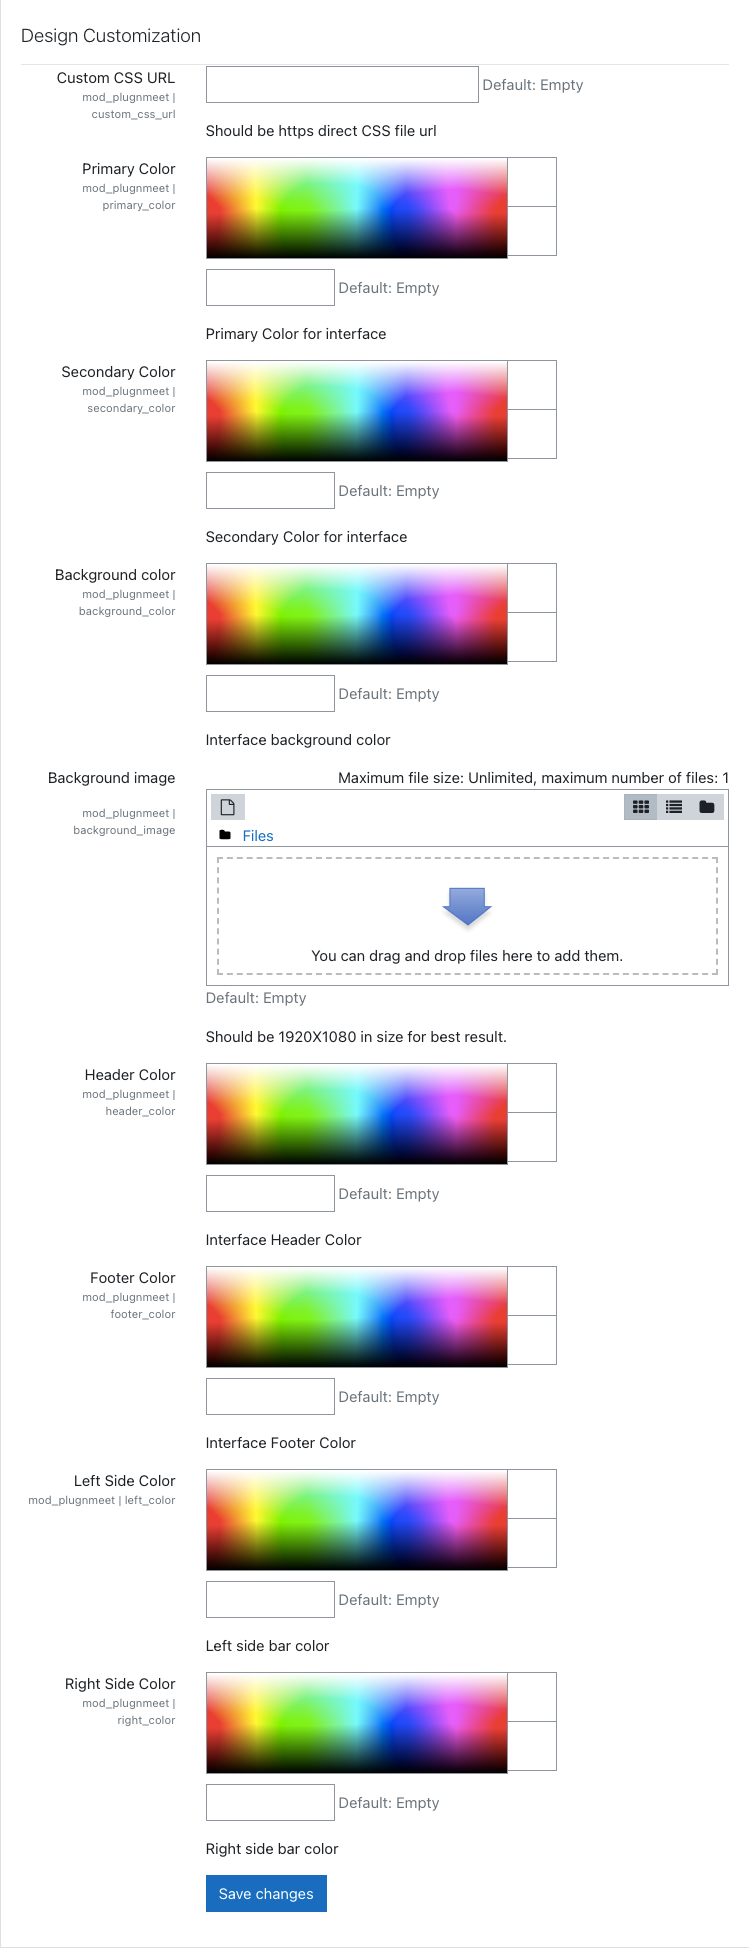 Design Customization
Custom CSS URL
mod_plugnmeet |
custom_css_url
Default: Empty
Should be https direct CSS file url
Primary Color
mod_plugnmeet |
primary_color
Default: Empty
Primary Color for interface
Secondary Color
mod_plugnmeet |
secondary_color
Default: Empty
Secondary Color for interface
Background color
mod_plugnmeet |
background_color
Default: Empty
Interface background color
Background image
mod_plugnmeet |
background_image
Maximum file size: Unlimited, maximum number of files: 1
Files
You can drag and drop files here to add them.
Default: Empty
Should be 1920X1080 in size for best result.
Header Color
mod_plugnmeet |
header_color
Default: Empty
Interface Header Color
Footer Color
mod_plugnmeet |
footer_color
Default: Empty
Interface Footer Color
Left Side Color
mod_plugnmeet | left_color
Default: Empty
Left side bar color
Right Side Color
mod_plugnmeet |
right_color
Default: Empty
Right side bar color
Save changes